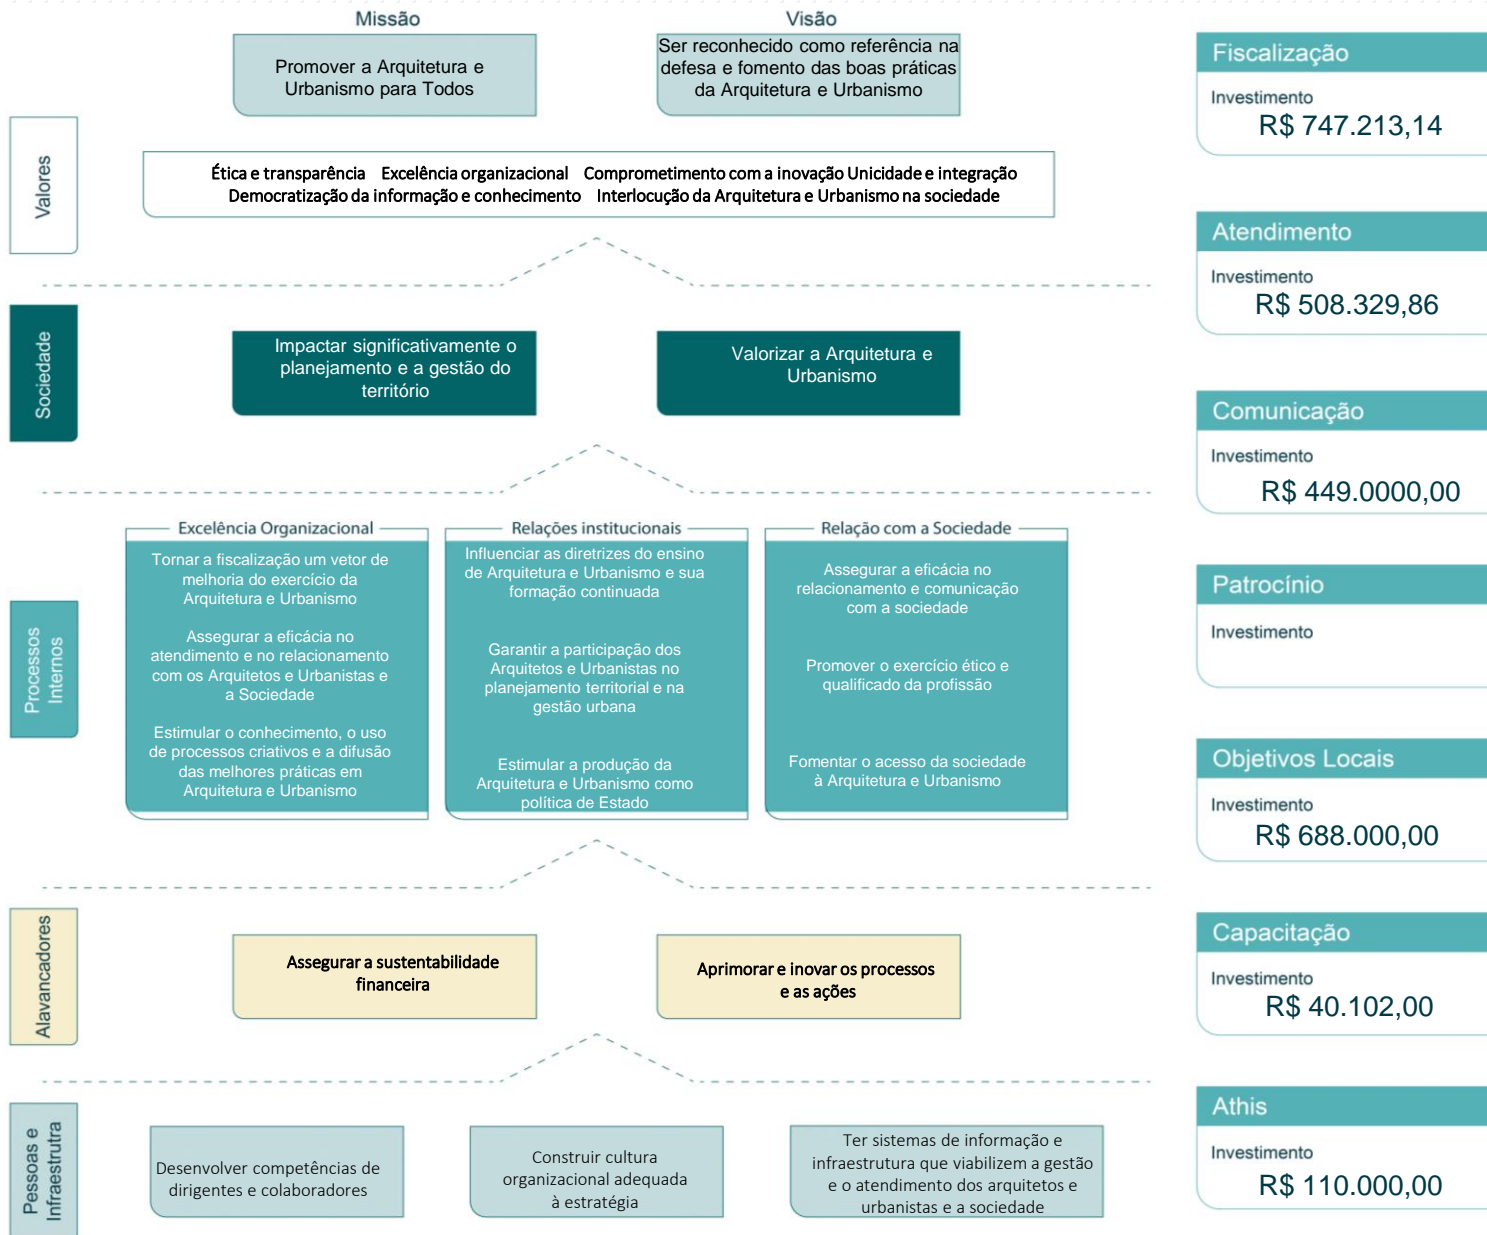 Missão
Promover a Arquitetura e
Urbanismo para Todos
Visão
Ser reconhecido como referência na
defesa e fomento das boas práticas
da Arquitetura e Urbanismo
Valores
Ética e transparência Excelência organizacional Comprometimento com a inovação Unicidade e integração
Democratização da informação e conhecimento Interlocução da Arquitetura e Urbanismo na sociedade
Sociedade
Impactar significativamente o
planejamento e a gestão do
território
Valorizar a Arquitetura e
Urbanismo
Processos
Internos
Excelência Organizacional
Tornar a fiscalização um vetor de
melhoria do exercício da
Arquitetura e Urbanismo
Assegurar a eficácia no
atendimento e no relacionamento
com os Arquitetos e Urbanistas e
a Sociedade
Estimular o conhecimento, o uso
de processos criativos e a difusão
das melhores práticas em
Arquitetura e Urbanismo
Relações institucionais
Influenciar as diretrizes do ensino
de Arquitetura e Urbanismo e sua
formação continuada
Garantir a participação dos
Arquitetos e Urbanistas no
planejamento territorial e na
gestão urbana
Estimular a produção da
Arquitetura e Urbanismo como
política de Estado
Relação com a Sociedade
Assegurar a eficácia no
relacionamento e comunicação
com a sociedade
Promover o exercício ético e
qualificado da profissão
Fomentar o acesso da sociedade
à Arquitetura e Urbanismo
Alavancadores
Assegurar a sustentabilidade
financeira
Aprimorar e inovar os processos
e as ações
Pessoas e
Infraestrutra
Desenvolver competências de
dirigentes e colaboradores
Construir cultura
organizacional adequada
à estratégia
Ter sistemas de informação e
infraestrutura que viabilizem a gestão
e o atendimento dos arquitetos e
urbanistas e a sociedade
Fiscalização
Investimento
R$ 747.213,14
Atendimento
Investimento
R$ 508.329,86
Comunicação
Investimento
R$ 449.0000,00
Patrocínio
Investimento
Objetivos Locais
Investimento
R$ 688.000,00
Capacitação
Investimento
R$ 40.102,00
Athis
Investimento
R$ 110.000,00